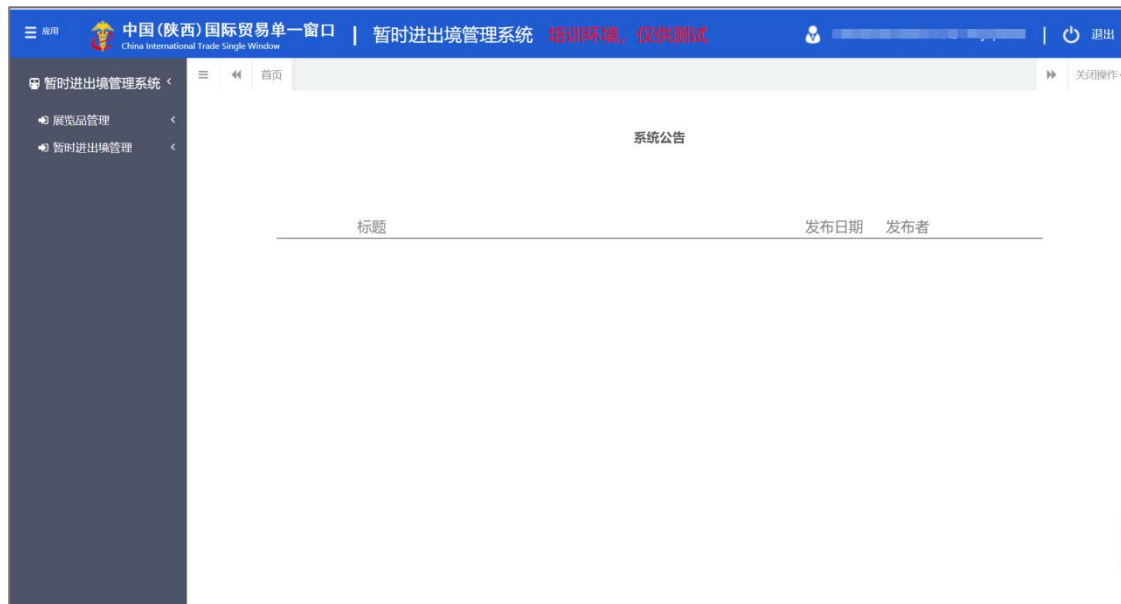 应用
中国(陕西)国际贸易单一窗口 | 暂时进出境管理系统 培训环境，仅供测试
China International Trade Single Window
退出
暂时进出境管理系统
首页
关闭操作
展览品管理
暂时进出境管理
系统公告
标题 发布日期 发布者